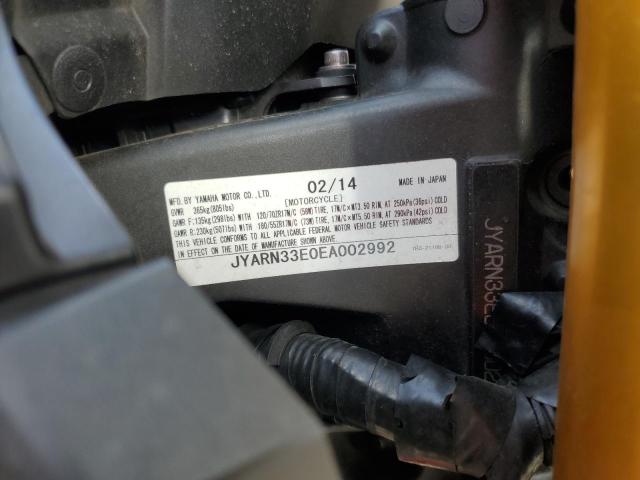 MFD. BY YAMAHA MOTOR CO., LTD. 02/14 MADE IN JAPAN
[MOTORCYCLE]
GVWR 365kg(805lbs)
GAWR F:135kg(298lbs) WITH 120/70ZR17M/C (58W) TIRE, 17M/C×MT3.50 RIM, AT 250kPa(36psi) COLD
GAWR R:230kg(507lbs) WITH 180/55ZR17M/C (73W) TIRE, 17M/C×MT5.50 RIM, AT 290kPa(42psi) COLD
THIS VEHICLE CONFORMS TO ALL APPLICABLE FEDERAL MOTOR VEHICLE SAFETY STANDARDS
IN EFFECT ON THE DATE OF MANUFACTURE SHOWN ABOVE
JYARN33E0EA002992
JYARN33E